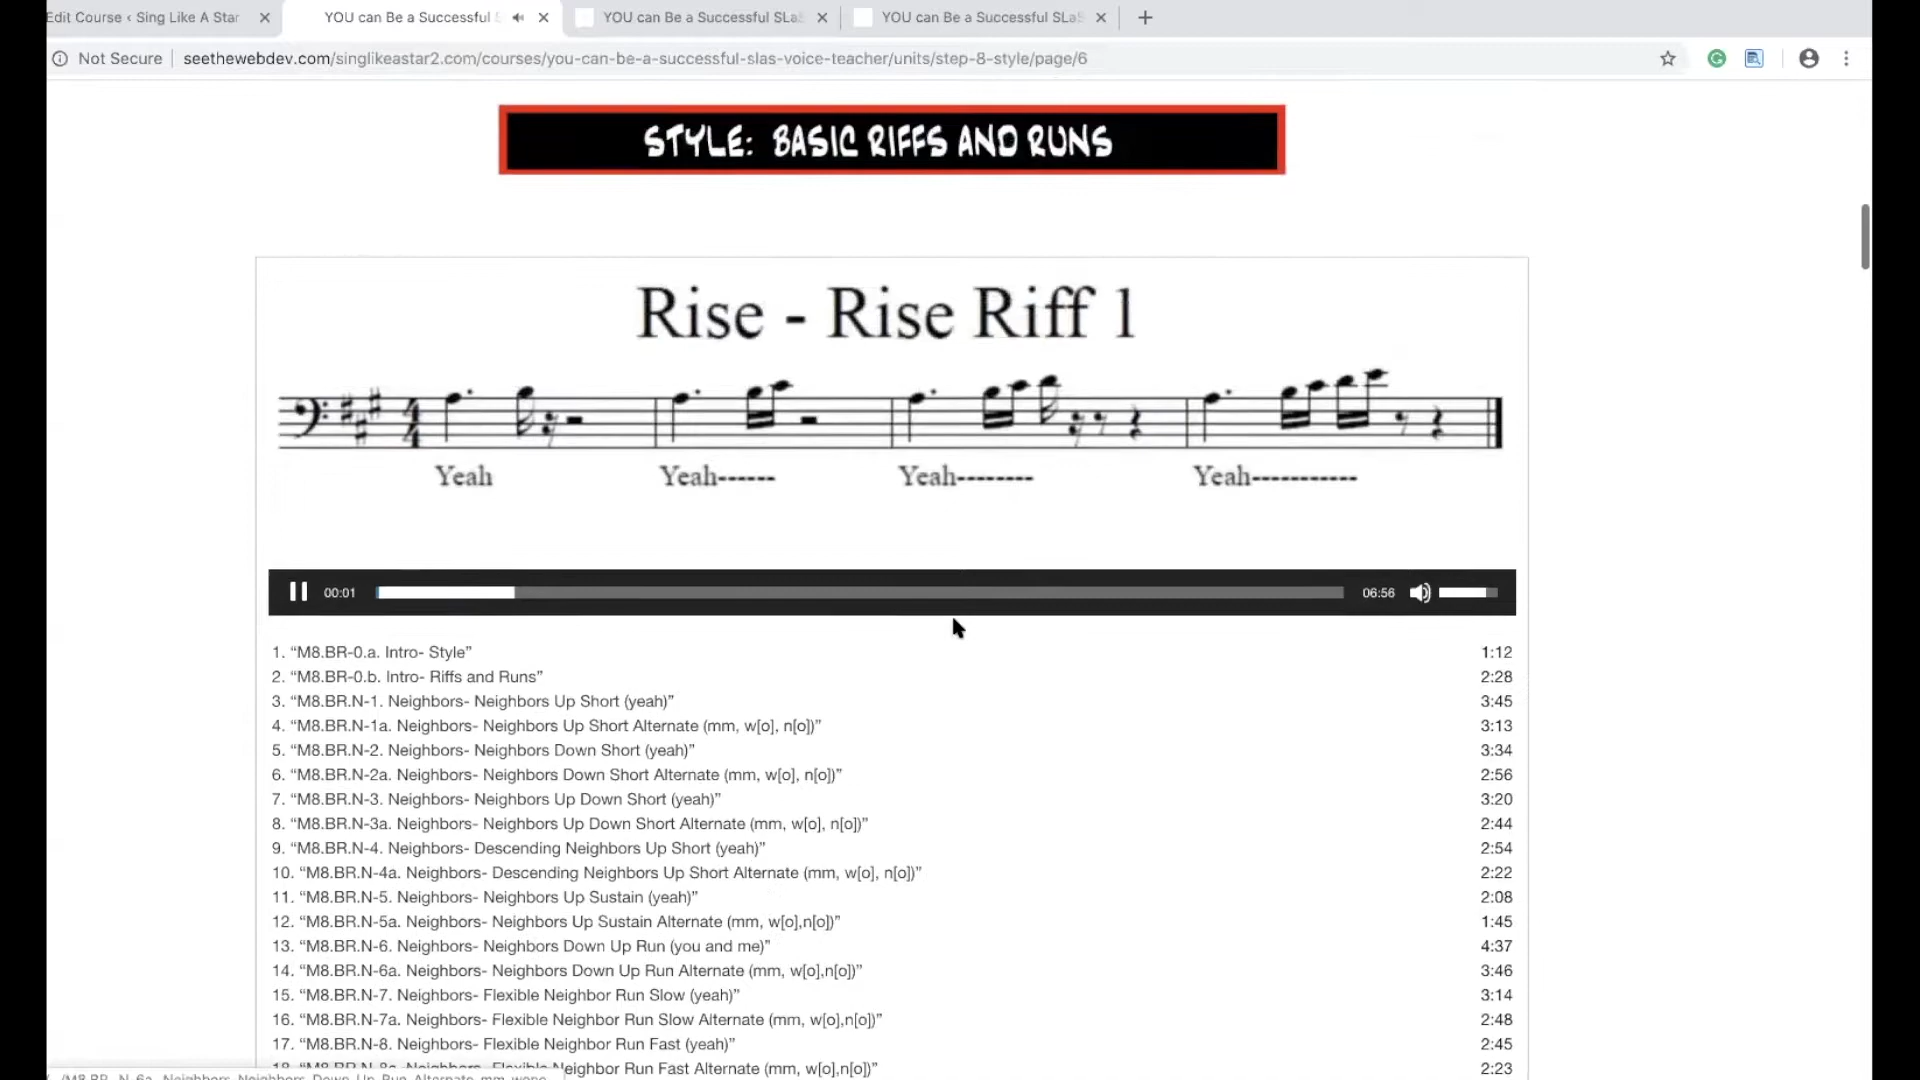 Edit Course ‹ Sing Like A Star
YOU can Be a Successful S
YOU can Be a Successful SLaS
YOU can Be a Successful SLaS
Not Secure
seethewebdev.com/singlikeastar2.com/courses/you-can-be-a-successful-slas-voice-teacher/units/step-8-style/page/6
STYLE: BASIC RIFFS AND RUNS
Rise - Rise Riff 1
Yeah Yeah------ Yeah-------- Yeah-----------
00:01 06:56
1. “M8.BR-0.a. Intro- Style” 1:12
2. “M8.BR-0.b. Intro- Riffs and Runs” 2:28
3. “M8.BR.N-1. Neighbors- Neighbors Up Short (yeah)” 3:45
4. “M8.BR.N-1a. Neighbors- Neighbors Up Short Alternate (mm, w[o], n[o])” 3:13
5. “M8.BR.N-2. Neighbors- Neighbors Down Short (yeah)” 3:34
6. “M8.BR.N-2a. Neighbors- Neighbors Down Short Alternate (mm, w[o], n[o])” 2:56
7. “M8.BR.N-3. Neighbors- Neighbors Up Down Short (yeah)” 3:20
8. “M8.BR.N-3a. Neighbors- Neighbors Up Down Short Alternate (mm, w[o], n[o])” 2:44
9. “M8.BR.N-4. Neighbors- Descending Neighbors Up Short (yeah)” 2:54
10. “M8.BR.N-4a. Neighbors- Descending Neighbors Up Short Alternate (mm, w[o], n[o])” 2:22
11. “M8.BR.N-5. Neighbors- Neighbors Up Sustain (yeah)” 2:08
12. “M8.BR.N-5a. Neighbors- Neighbors Up Sustain Alternate (mm, w[o],n[o])” 1:45
13. “M8.BR.N-6. Neighbors- Neighbors Down Up Run (you and me)” 4:37
14. “M8.BR.N-6a. Neighbors- Neighbors Down Up Run Alternate (mm, w[o],n[o])” 3:46
15. “M8.BR.N-7. Neighbors- Flexible Neighbor Run Slow (yeah)” 3:14
16. “M8.BR.N-7a. Neighbors- Flexible Neighbor Run Slow Alternate (mm, w[o],n[o])” 2:48
17. “M8.BR.N-8. Neighbors- Flexible Neighbor Run Fast (yeah)” 2:45
18. “M8.BR.N-8a. Neighbors- Flexible Neighbor Run Fast Alternate (mm, w[o],n[o])” 2:23